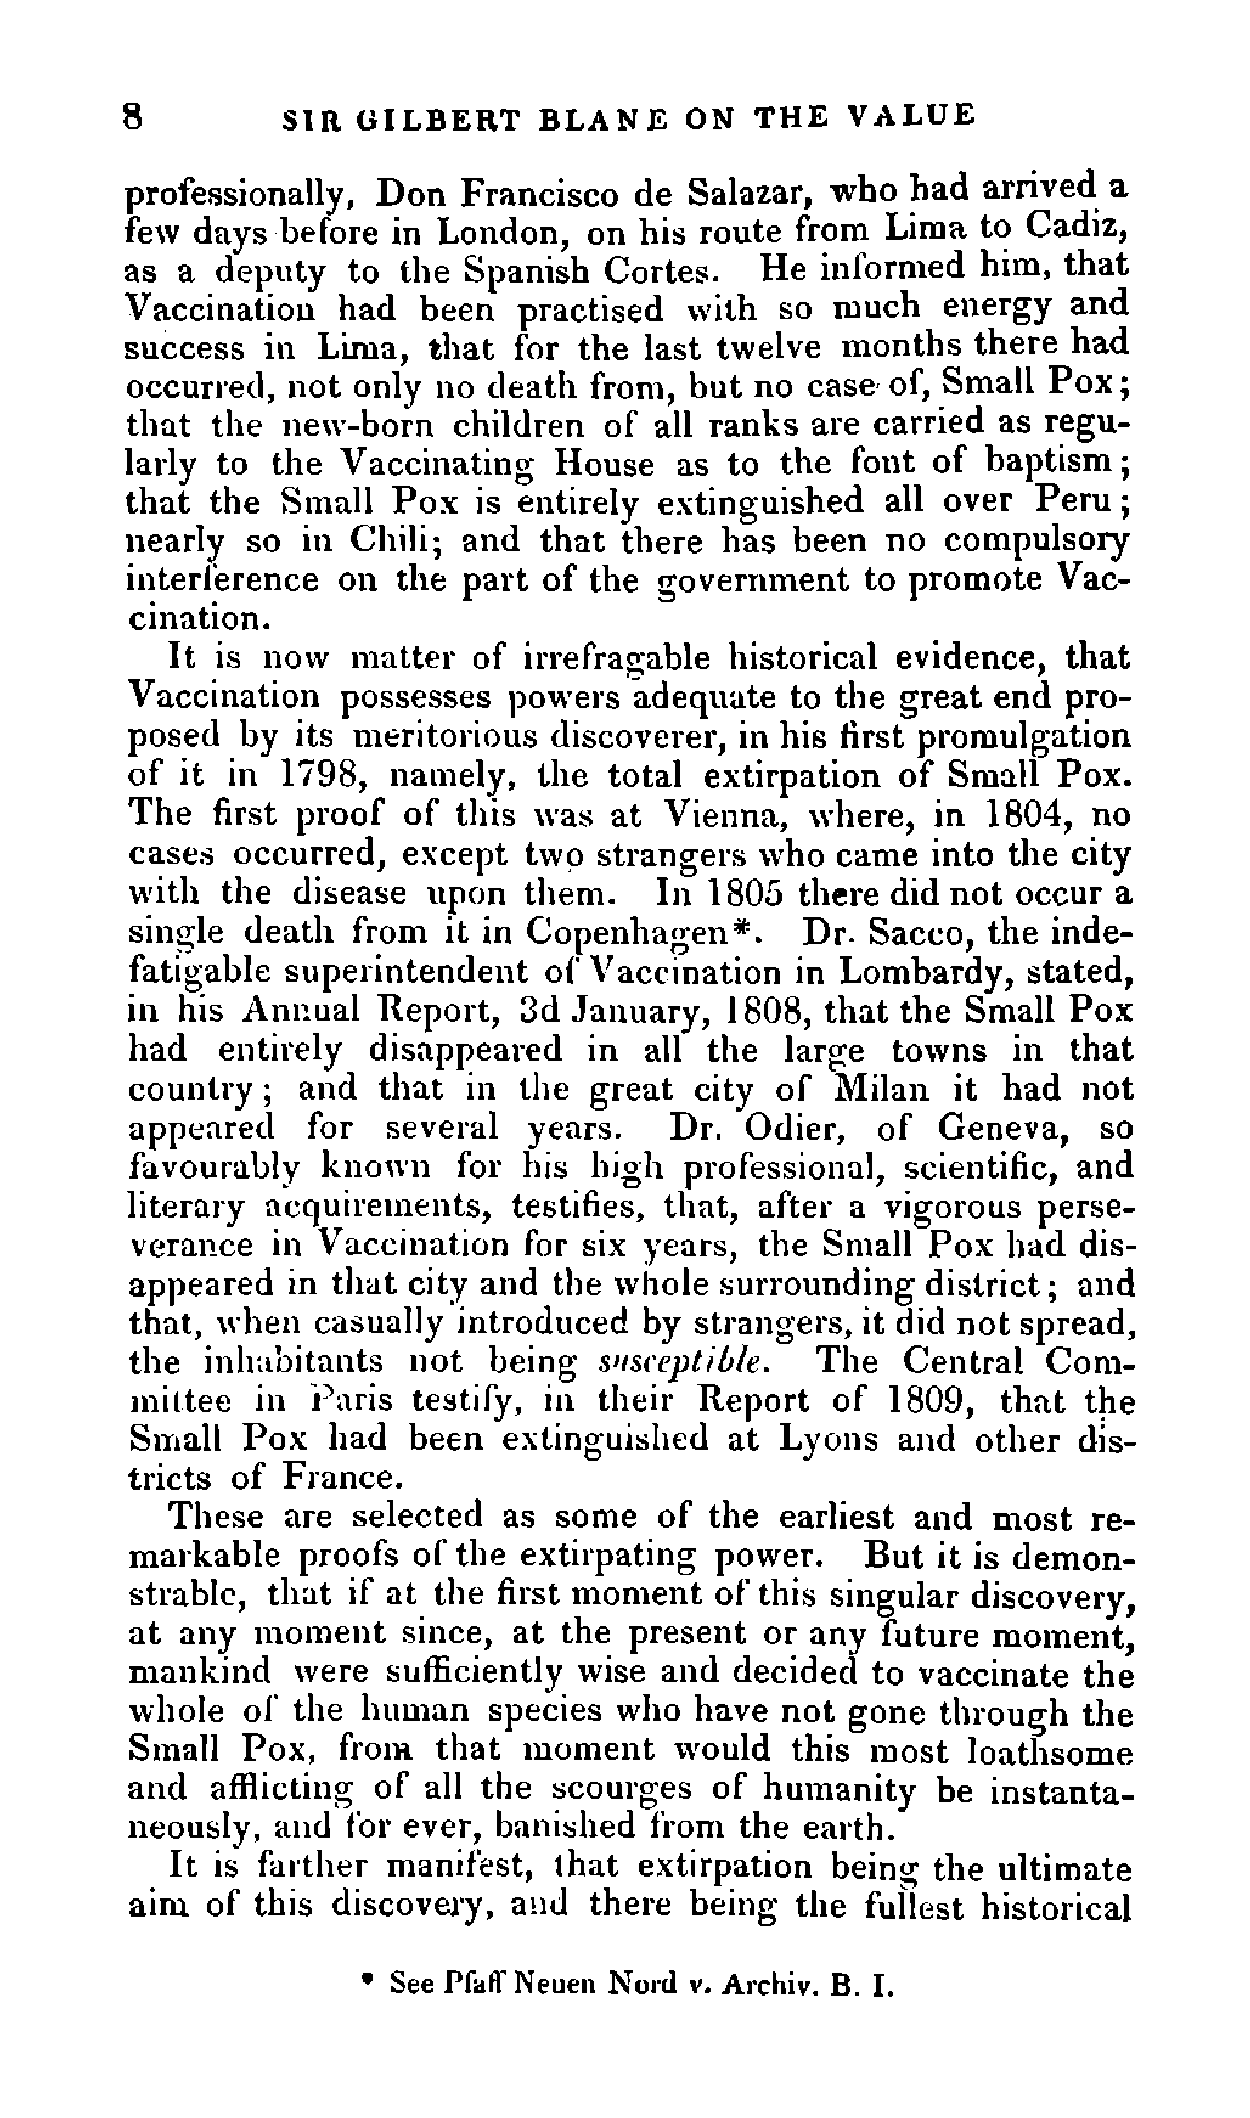 8 SIR GILBERT BLANE ON THE VALUE
professionally, Don Francisco de Salazar, who had arrived a
few days before in London, on his route from Lima to Cadiz,
as a deputy to the Spanish Cortes. He informed him, that
Vaccination had been practised with so much energy and
success in Lima, that for the last twelve months there had
occurred, not only no death from, but no case of, Small Pox;
that the new-born children of all ranks are carried as regu-
larly to the Vaccinating House as to the font of baptism;
that the Small Pox is entirely extinguished all over Peru;
nearly so in Chili; and that there has been no compulsory
interference on the part of the government to promote Vac-
cination.
It is now matter of irrefragable historical evidence, that
Vaccination possesses powers adequate to the great end pro-
posed by its meritorious discoverer, in his first promulgation
of it in 1798, namely, the total extirpation of Small Pox.
The first proof of this was at Vienna, where, in 1804, no
cases occurred, except two strangers who came into the city
with the disease upon them. In 1805 there did not occur a
single death from it in Copenhagen*. Dr. Sacco, the inde-
fatigable superintendent of Vaccination in Lombardy, stated,
in his Annual Report, 3d January, 1808, that the Small Pox
had entirely disappeared in all the large towns in that
country; and that in the great city of Milan it had not
appeared for several years. Dr. Odier, of Geneva, so
favourably known for his high professional, scientific, and
literary acquirements, testifies, that, after a vigorous perse-
verance in Vaccination for six years, the Small Pox had dis-
appeared in that city and the whole surrounding district; and
that, when casually introduced by strangers, it did not spread,
the inhabitants not being susceptible. The Central Com-
mittee in Paris testify, in their Report of 1809, that the
Small Pox had been extinguished at Lyons and other dis-
tricts of France.
These are selected as some of the earliest and most re-
markable proofs of the extirpating power. But it is demon-
strable, that if at the first moment of this singular discovery,
at any moment since, at the present or any future moment,
mankind were sufficiently wise and decided to vaccinate the
whole of the human species who have not gone through the
Small Pox, from that moment would this most loathsome
and afflicting of all the scourges of humanity be instanta-
neously, and for ever, banished from the earth.
It is farther manifest, that extirpation being the ultimate
aim of this discovery, and there being the fullest historical
* See Pfaff Neuen Nord v. Archiv. B. I.